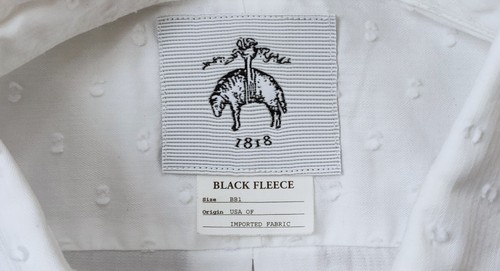 1818
BLACK FLEECE
Size BB1
Origin USA OF
IMPORTED FABRIC